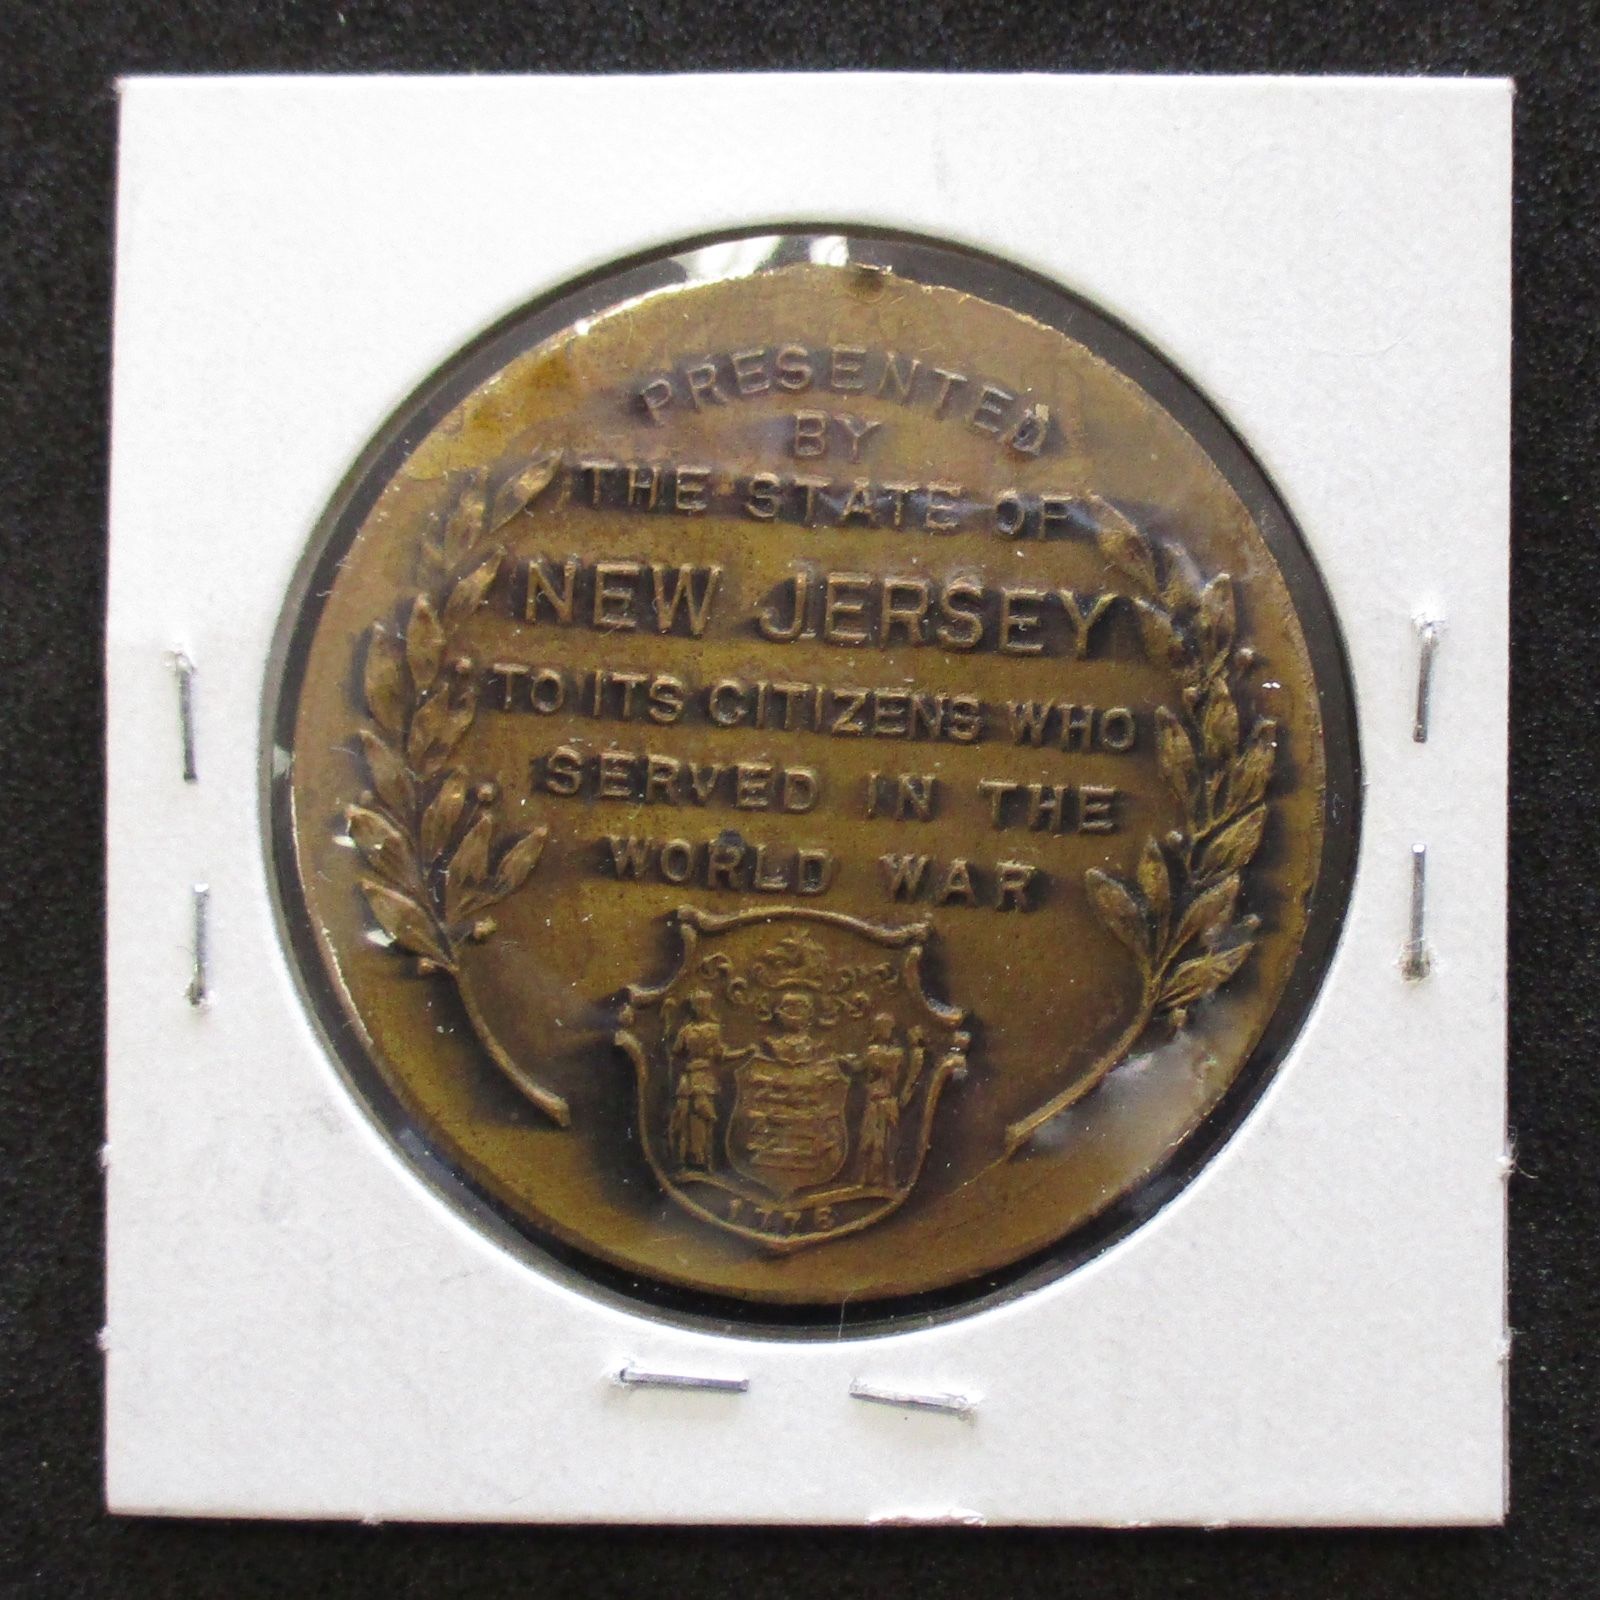 PRESENTED
BY
THE STATE OF
NEW JERSEY
TO ITS CITIZENS WHO
SERVED IN THE
WORLD WAR
1776